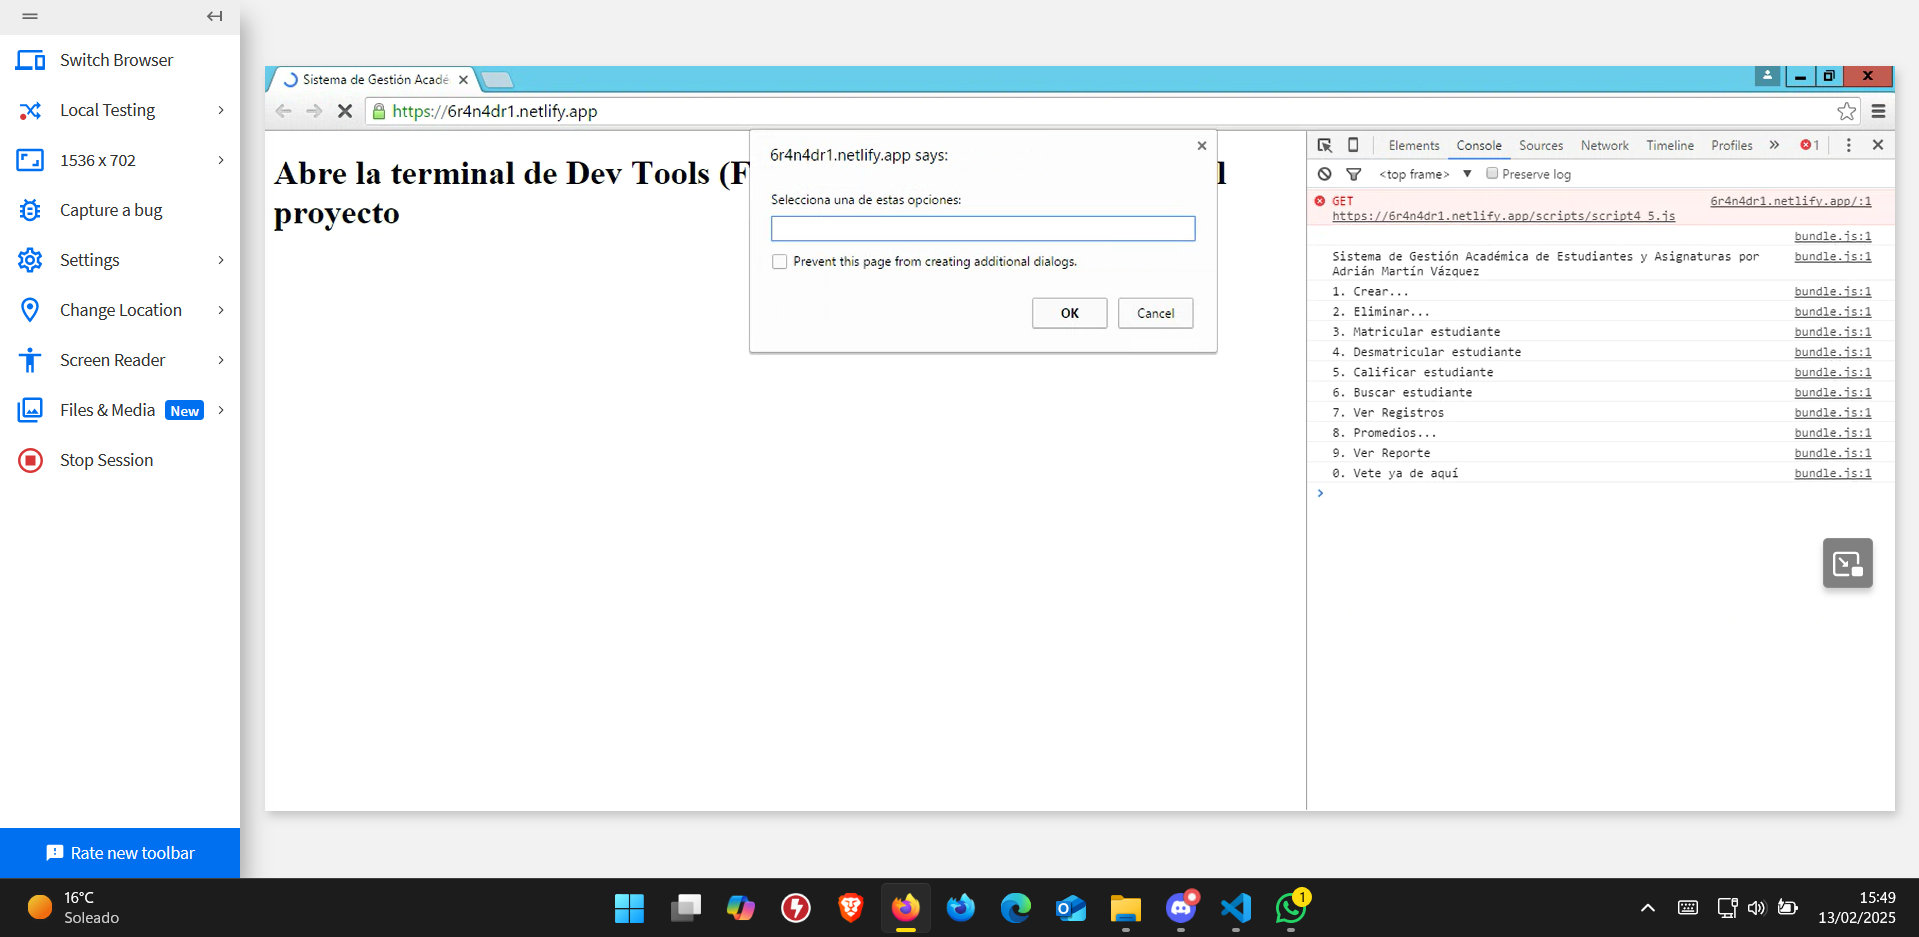 Switch Browser
Local Testing
1536 x 702
Capture a bug
Settings
Change Location
Screen Reader
Files & Media New
Stop Session
Rate new toolbar
Sistema de Gestión Acadé
https://6r4n4dr1.netlify.app
Abre la terminal de Dev Tools (F
l
proyecto
6r4n4dr1.netlify.app says:
Selecciona una de estas opciones:
Prevent this page from creating additional dialogs.
OK Cancel
Elements Console Sources Network Timeline Profiles » 1
<top frame> ▼ Preserve log
GET 6r4n4dr1.netlify.app/:1
https://6r4n4dr1.netlify.app/scripts/script4_5.js
bundle.js:1
Sistema de Gestión Académica de Estudiantes y Asignaturas por bundle.js:1
Adrián Martín Vázquez
1. Crear... bundle.js:1
2. Eliminar... bundle.js:1
3. Matricular estudiante bundle.js:1
4. Desmatricular estudiante bundle.js:1
5. Calificar estudiante bundle.js:1
6. Buscar estudiante bundle.js:1
7. Ver Registros bundle.js:1
8. Promedios... bundle.js:1
9. Ver Reporte bundle.js:1
0. Vete ya de aquí bundle.js:1
16°C
Soleado
1
15:49
13/02/2025